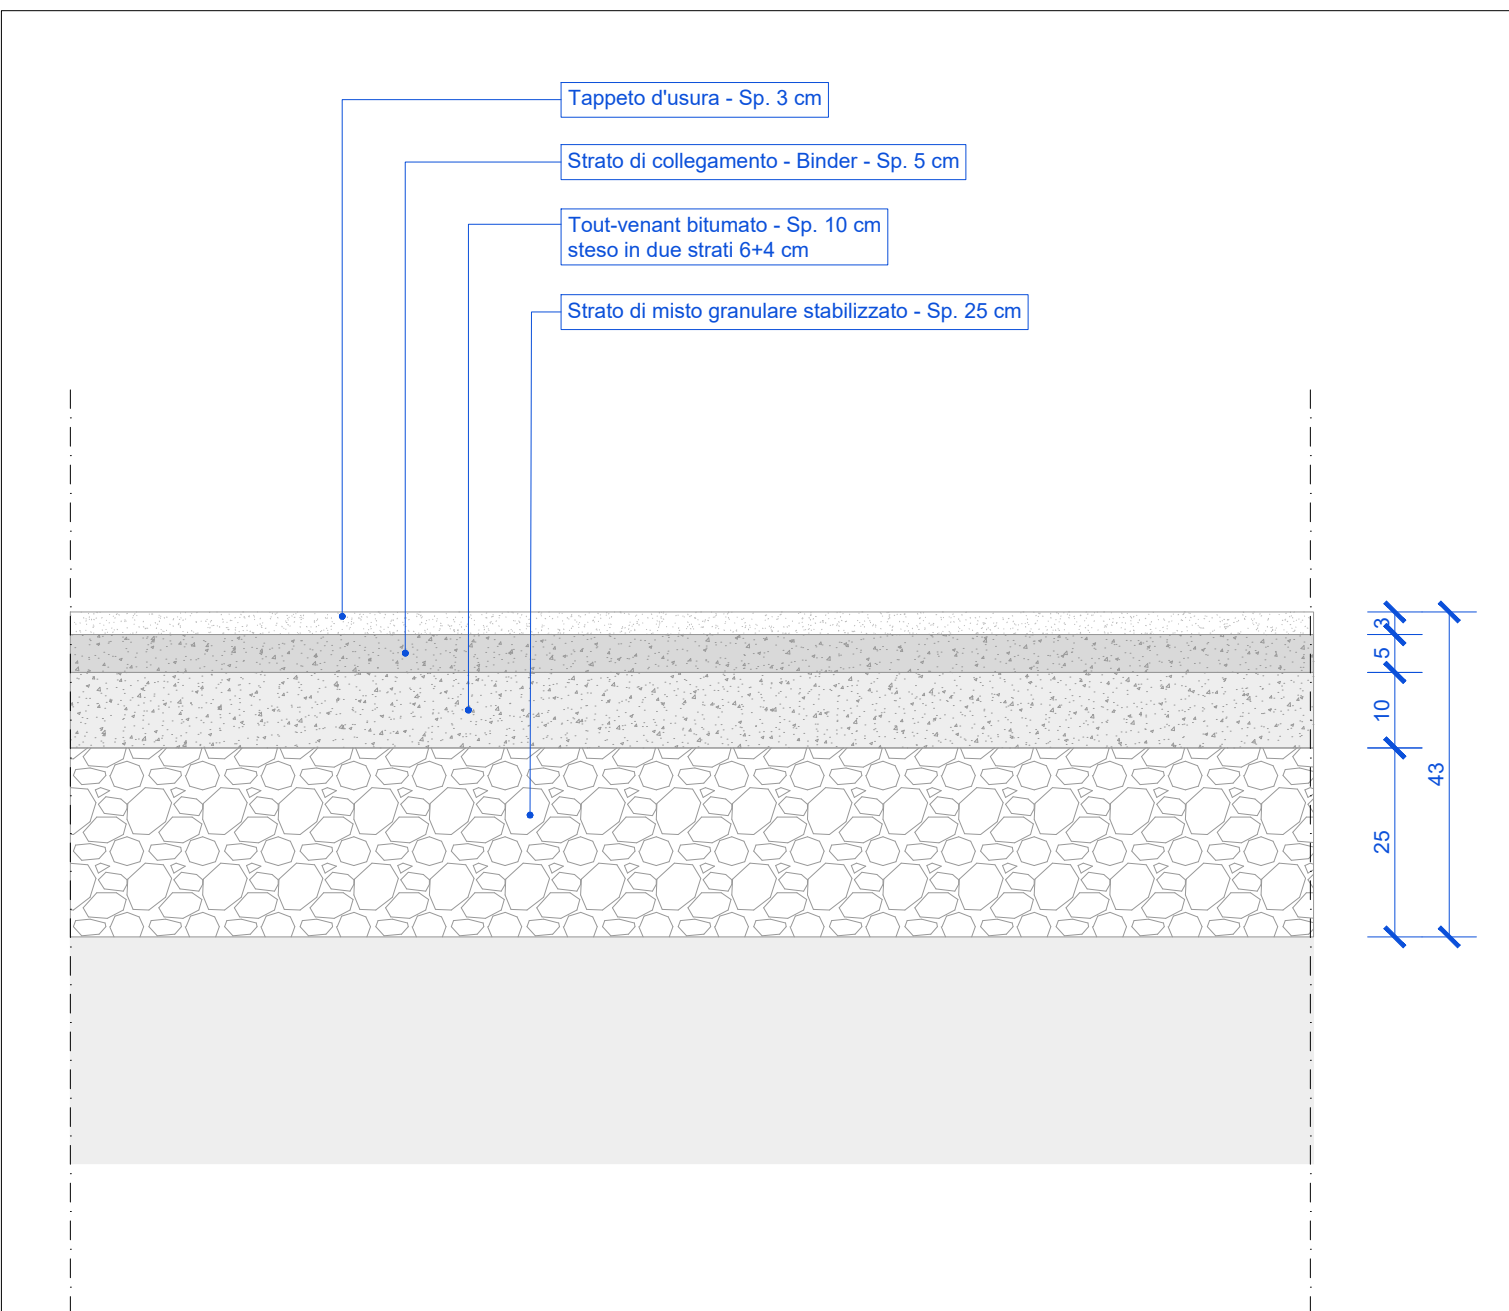 Tappeto d'usura - Sp. 3 cm
Strato di collegamento - Binder - Sp. 5 cm
Tout-venant bitumato - Sp. 10 cm
steso in due strati 6+4 cm
Strato di misto granulare stabilizzato - Sp. 25 cm
3
5
10
43
25